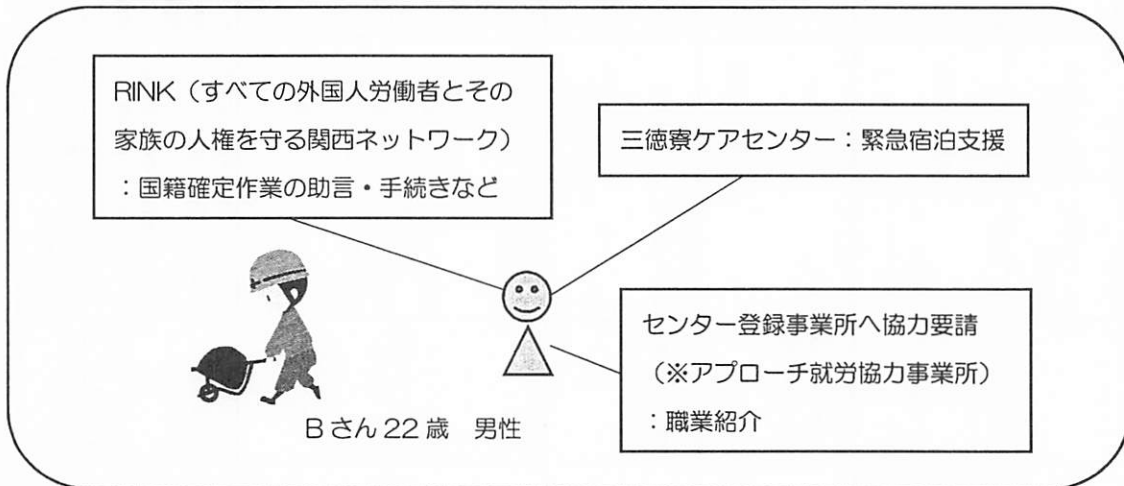 RINK（すべての外国人労働者とその
家族の人権を守る関西ネットワーク）
：国籍確定作業の助言・手続きなど
三徳寮ケアセンター：緊急宿泊支援
センター登録事業所へ協力要請
（※アプローチ就労協力事業所）
：職業紹介
Bさん22歳　男性